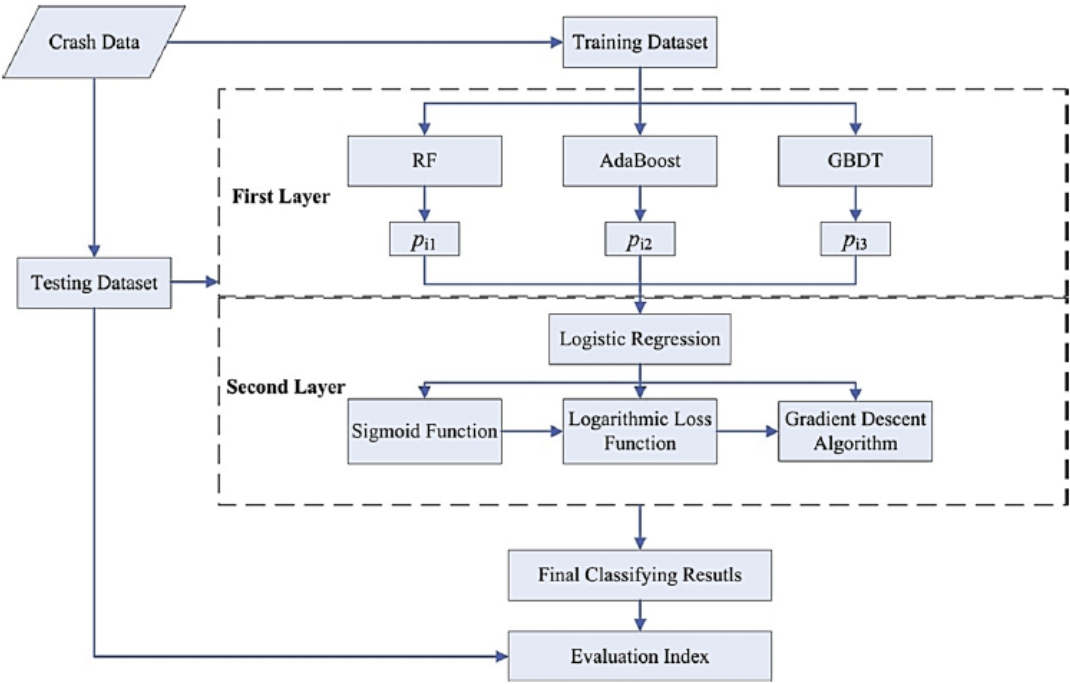 Crash Data
Training Dataset
RF
AdaBoost
GBDT
First Layer
pi1
pi2
pi3
Testing Dataset
Logistic Regression
Second Layer
Sigmoid Function
Logarithmic Loss
Function
Gradient Descent
Algorithm
Final Classifying Resutls
Evaluation Index